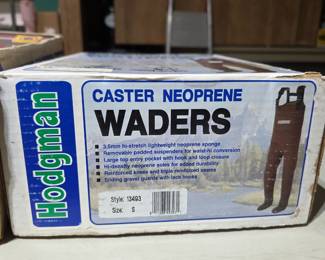 Hodgman
CASTER NEOPRENE
WADERS
• 3.5mm hi-stretch lightweight neoprene sponge
• Removable padded suspenders for waist-hi conversion
• Large top entry pocket with hook and loop closure
• Hi-density neoprene soles for added durability
• Reinforced knees and triple reinforced seams
• Sliding gravel guards with lace hooks
Style: 13493
Size: S